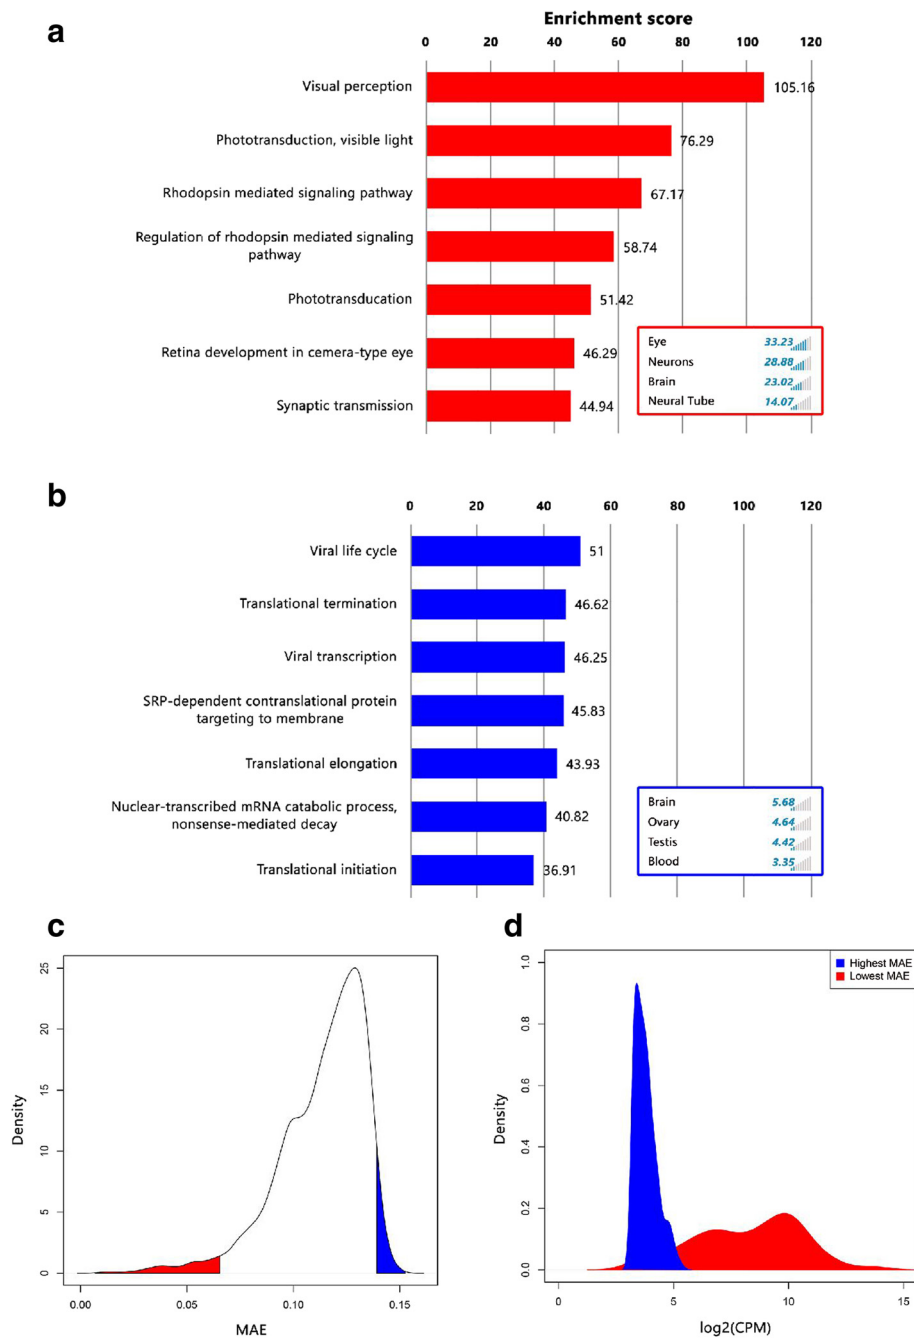 a
Enrichment score
0 20 40 60 80 100 120
Visual perception 105.16
Phototransduction, visible light 76.29
Rhodopsin mediated signaling pathway 67.17
Regulation of rhodopsin mediated signaling
pathway
58.74
Phototransducation 51.42
Retina development in cemera-type eye 46.29
Synaptic transmission 44.94
Eye 33.23
Neurons 28.88
Brain 23.02
Neural Tube 14.07
b
0 20 40 60 80 100 120
Viral life cycle 51
Translational termination 46.62
Viral transcription 46.25
SRP-dependent contranslational protein
targeting to membrane
45.83
Translational elongation 43.93
Nuclear-transcribed mRNA catabolic process,
nonsense-mediated decay
40.82
Translational initiation 36.91
Brain 5.68
Ovary 4.64
Testis 4.42
Blood 3.35
c
Density
25
20
15
10
5
0
0.00 0.05 0.10 0.15
MAE
d
Highest MAE
Lowest MAE
Density
1.0
0.8
0.6
0.4
0.2
0.0
0 5 10 15
log2(CPM)